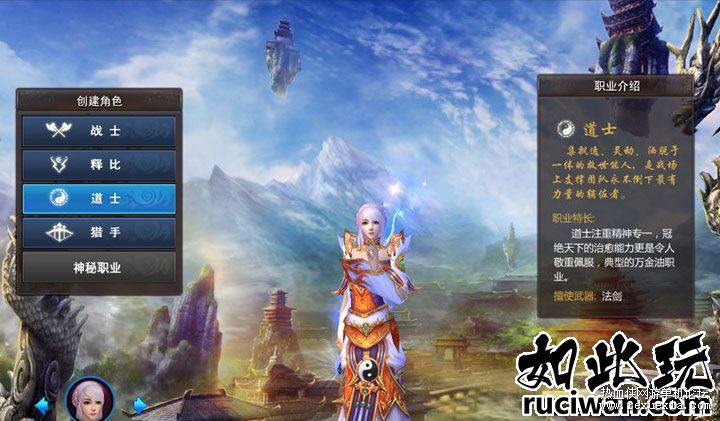 创建角色
战士
释比
道士
猎手
神秘职业
职业介绍
道士
集飘逸、灵动、洒脱于
一体的救世能人，是战场
上支撑团队永不倒下最有
力量的辅佐者。
职业特长:
道士注重精神专一，冠
绝天下的治愈能力更是令人
敬重佩服，典型的万金油职
业。
擅使武器: 法剑
如此玩
ruciwan.com